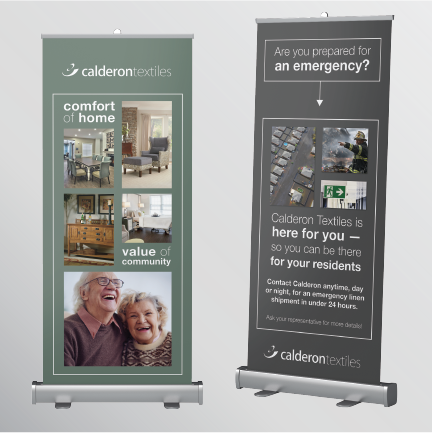 calderontextiles
comfort
of home
value of
community
Are you prepared for
an emergency?
Calderon Textiles is
here for you —
so you can be there
for your residents
Contact Calderon anytime, day
or night, for an emergency linen
shipment in under 24 hours.
Ask your representative for more details!
calderontextiles